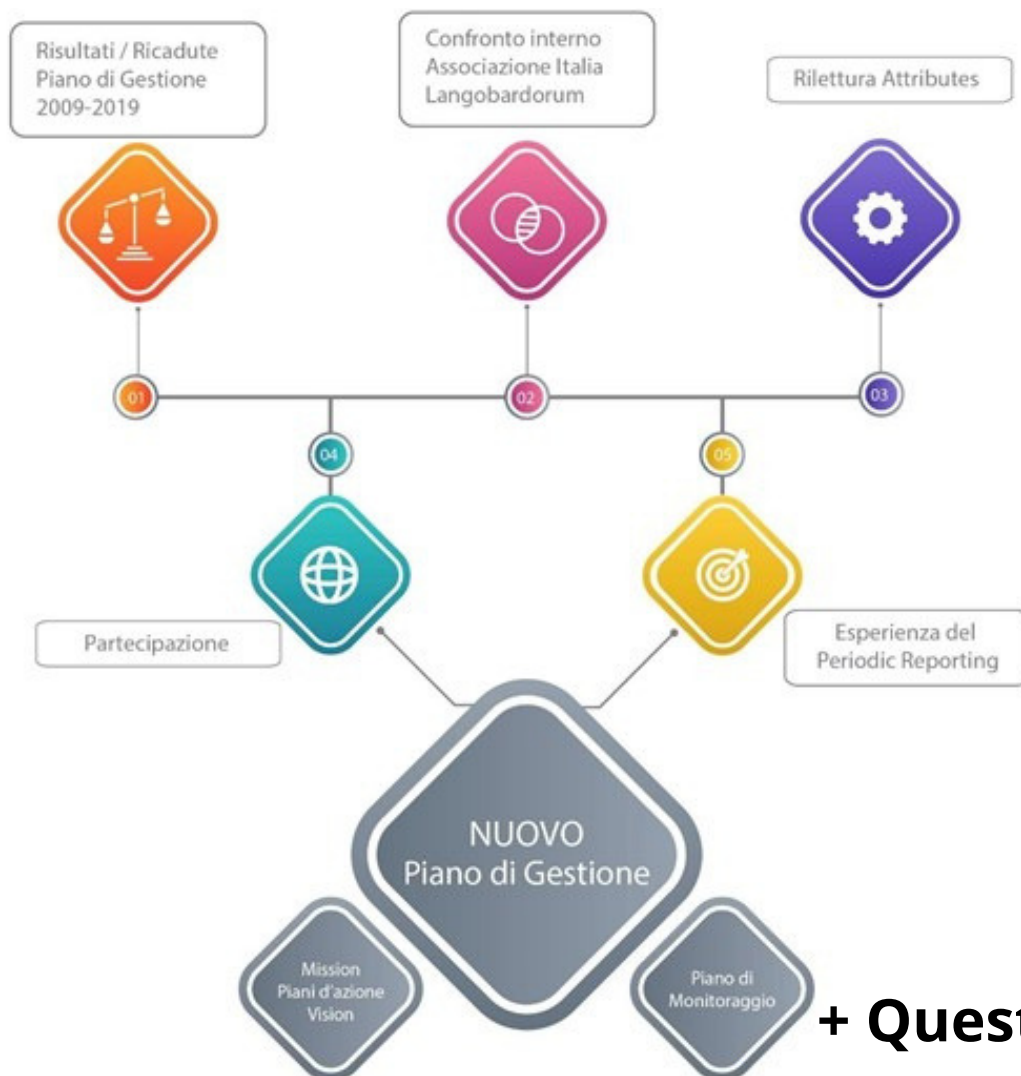 Risultati / Ricadute
Piano di Gestione
2009-2019
Confronto interno
Associazione Italia
Langobardorum
Rilettura Attributes
01
02
03
04
05
Partecipazione
Esperienza del
Periodic Reporting
NUOVO
Piano di Gestione
Mission
Piani d'azione
Vision
Piano di
Monitoraggio
+ Quest